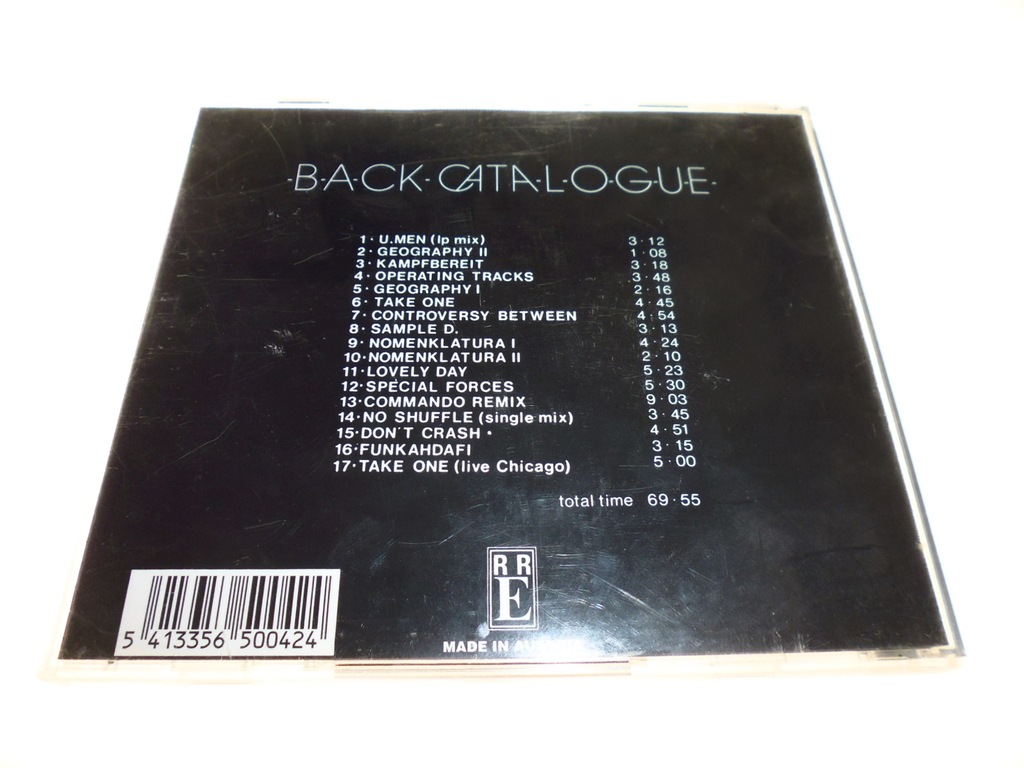 ·B·A·CK·CATA·L·O·G·U·E·
1· U.MEN (lp mix) 3·12
2· GEOGRAPHY II 1·08
3· KAMPFBEREIT 3·18
4· OPERATING TRACKS 3·48
5· GEOGRAPHY I 2·16
6· TAKE ONE 4·45
7· CONTROVERSY BETWEEN 4·54
8· SAMPLE D. 3·13
9· NOMENKLATURA I 4·24
10·NOMENKLATURA II 2·10
11·LOVELY DAY 5·23
12·SPECIAL FORCES 5·30
13·COMMANDO REMIX 9·03
14·NO SHUFFLE (single mix) 3·45
15·DON'T CRASH· 4·51
16·FUNKAHDAFI 3·15
17·TAKE ONE (live Chicago) 5·00
total time 69·55
R R
E
MADE IN
5 413356 500424